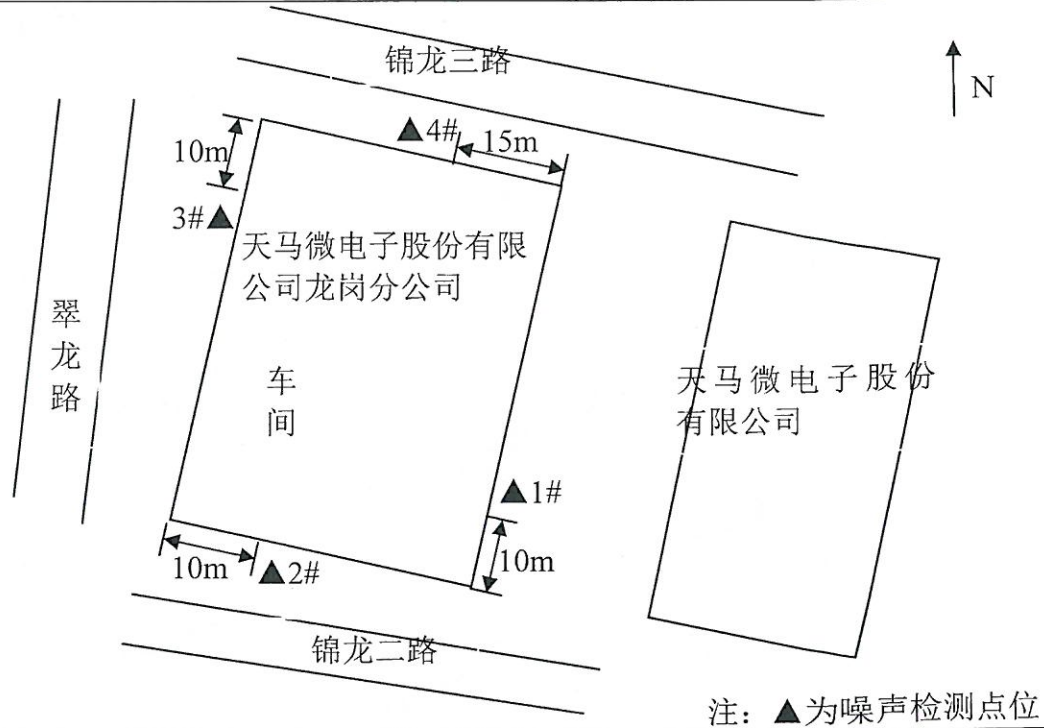 锦龙三路
N
▲4#
15m
10m
3#▲
天马微电子股份有限
公司龙岗分公司
翠
龙
路
车
间
天马微电子股份
有限公司
▲1#
10m
10m
▲2#
锦龙二路
注：▲为噪声检测点位